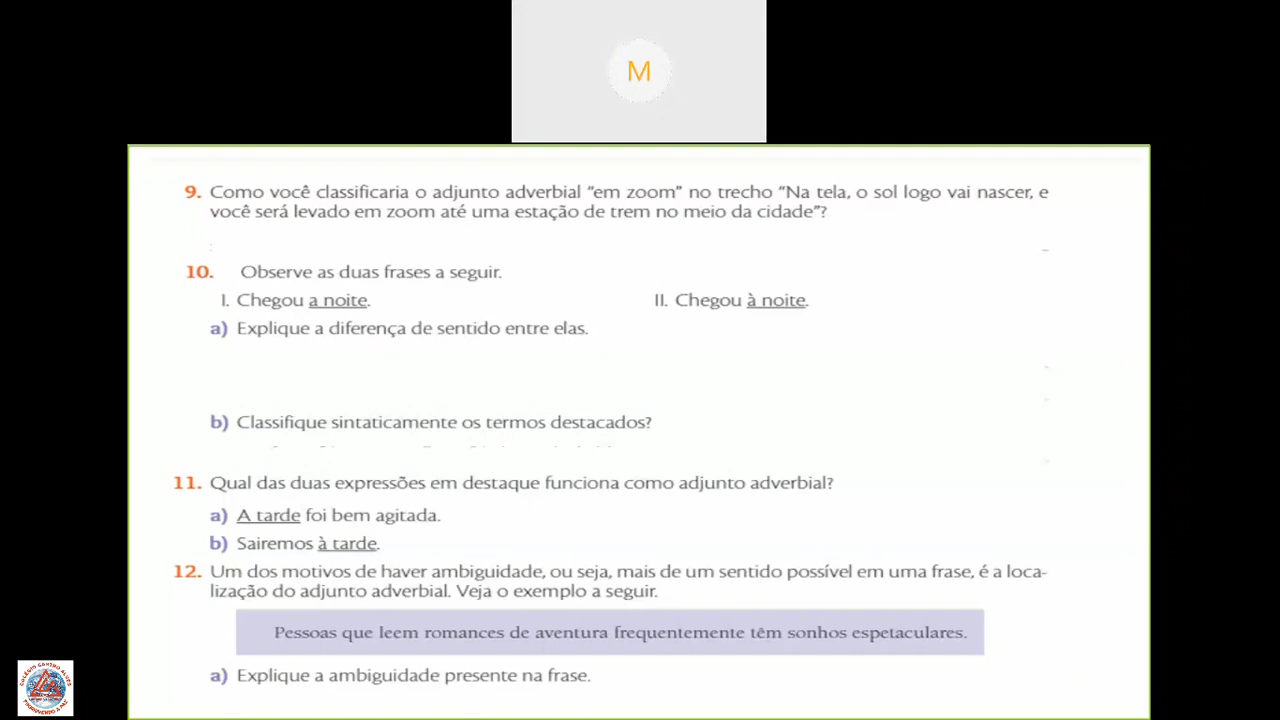 M
9. Como você classificaria o adjunto adverbial “em zoom” no trecho “Na tela, o sol logo vai nascer, e
você será levado em zoom até uma estação de trem no meio da cidade”?
10. Observe as duas frases a seguir.
I. Chegou a noite. II. Chegou à noite.
a) Explique a diferença de sentido entre elas.
b) Classifique sintaticamente os termos destacados?
11. Qual das duas expressões em destaque funciona como adjunto adverbial?
a) A tarde foi bem agitada.
b) Sairemos à tarde.
12. Um dos motivos de haver ambiguidade, ou seja, mais de um sentido possível em uma frase, é a loca-
lização do adjunto adverbial. Veja o exemplo a seguir.
Pessoas que leem romances de aventura frequentemente têm sonhos espetaculares.
a) Explique a ambiguidade presente na frase.